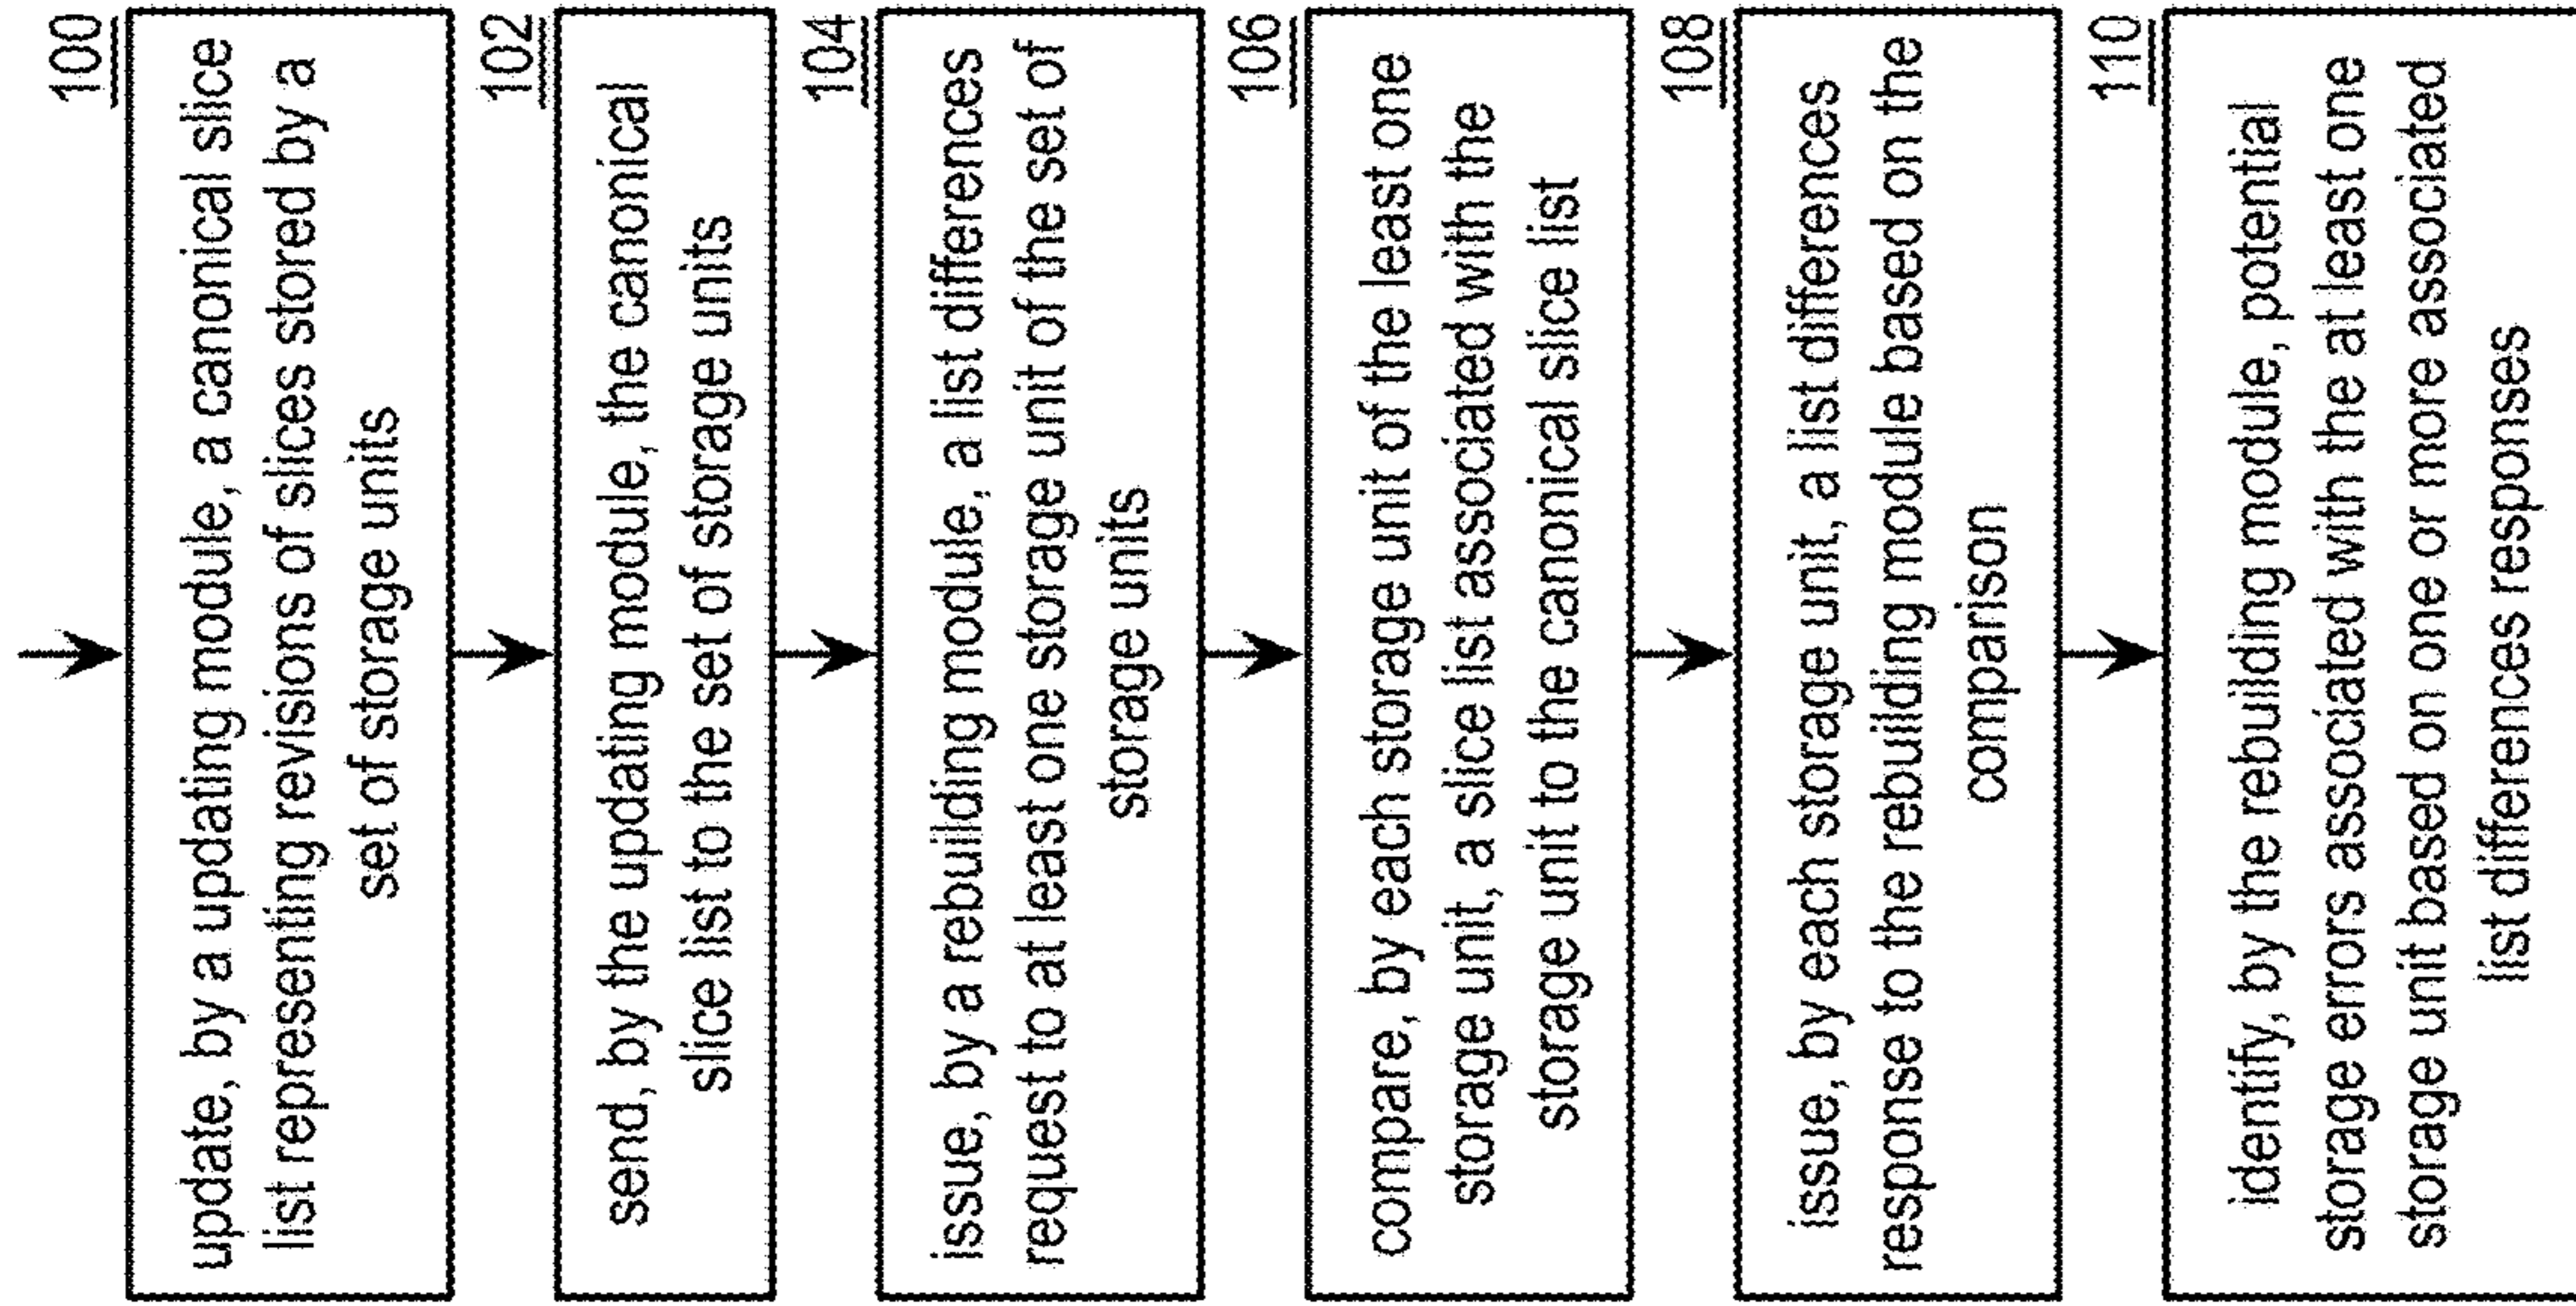 100
update, by a updating module, a canonical slice
list representing revisions of slices stored by a
set of storage units
102
send, by the updating module, the canonical
slice list to the set of storage units
104
issue, by a rebuilding module, a list differences
request to at least one storage unit of the set of
storage units
106
compare, by each storage unit of the least one
storage unit, a slice list associated with the
storage unit to the canonical slice list
108
issue, by each storage unit, a list differences
response to the rebuilding module based on the
comparison
110
identify, by the rebuilding module, potential
storage errors associated with the at least one
storage unit based on one or more associated
list differences responses